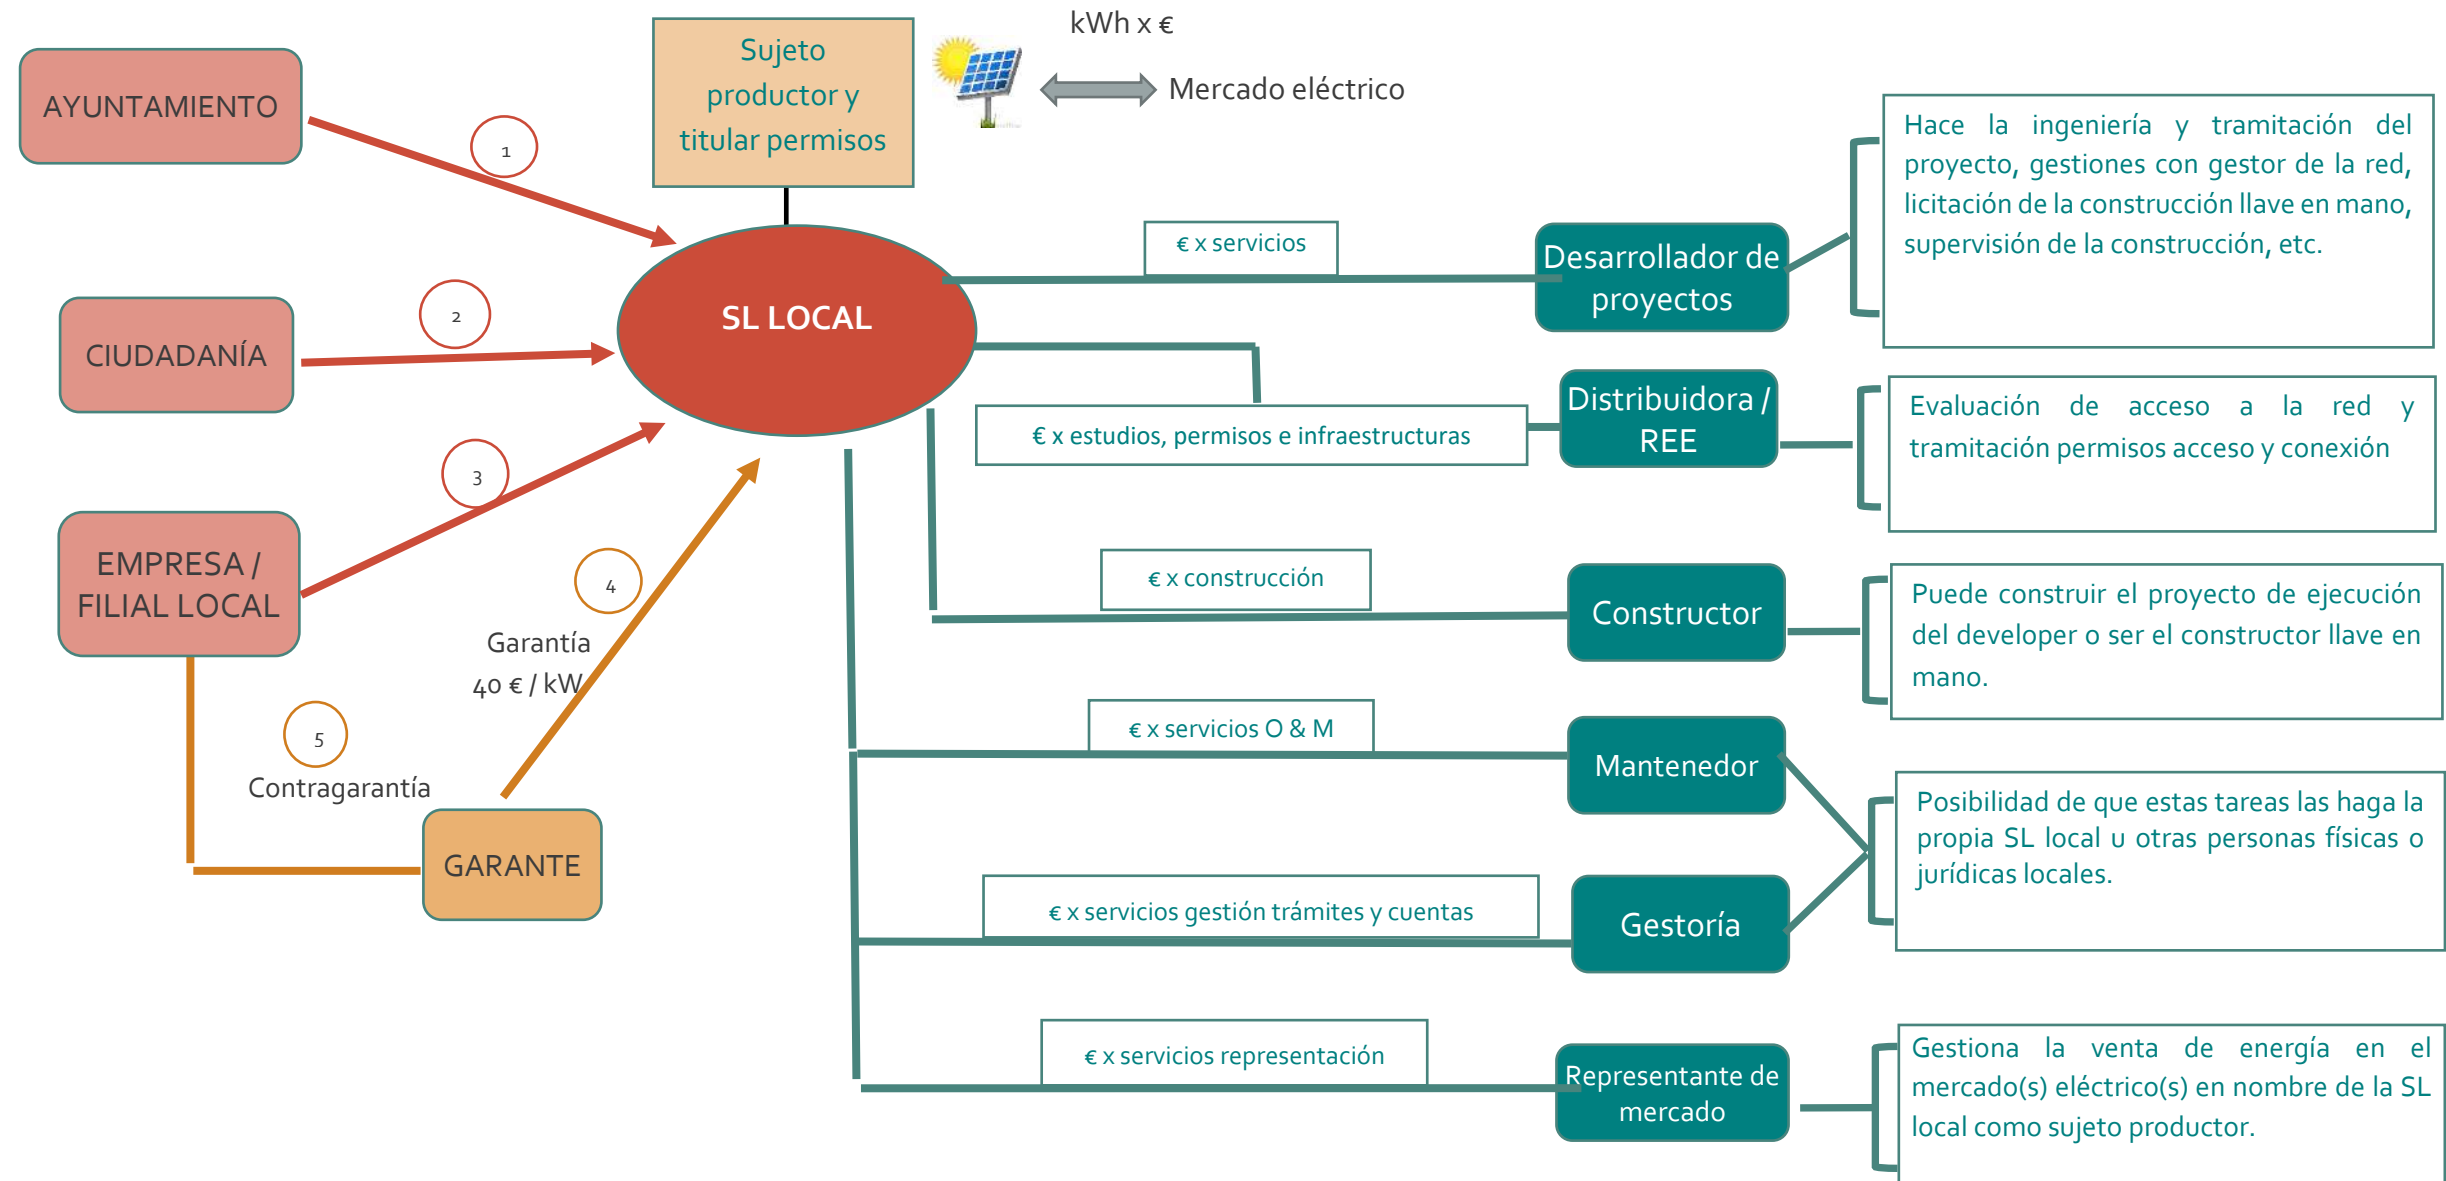 kWh x €
Sujeto
productor y
titular permisos
Mercado eléctrico
AYUNTAMIENTO
1
CIUDADANÍA
2
EMPRESA /
FILIAL LOCAL
3
4
Garantía
40 € / kW
5
Contragarantía
GARANTE
SL LOCAL
€ x servicios
Desarrollador de
proyectos
Hace la ingeniería y tramitación del
proyecto, gestiones con gestor de la red,
licitación de la construcción llave en mano,
supervisión de la construcción, etc.
€ x estudios, permisos e infraestructuras
Distribuidora /
REE
Evaluación de acceso a la red y
tramitación permisos acceso y conexión
€ x construcción
Constructor
Puede construir el proyecto de ejecución
del developer o ser el constructor llave en
mano.
€ x servicios O & M
Mantenedor
Posibilidad de que estas tareas las haga la
propia SL local u otras personas físicas o
jurídicas locales.
€ x servicios gestión trámites y cuentas
Gestoría
€ x servicios representación
Representante de
mercado
Gestiona la venta de energía en el
mercado(s) eléctrico(s) en nombre de la SL
local como sujeto productor.